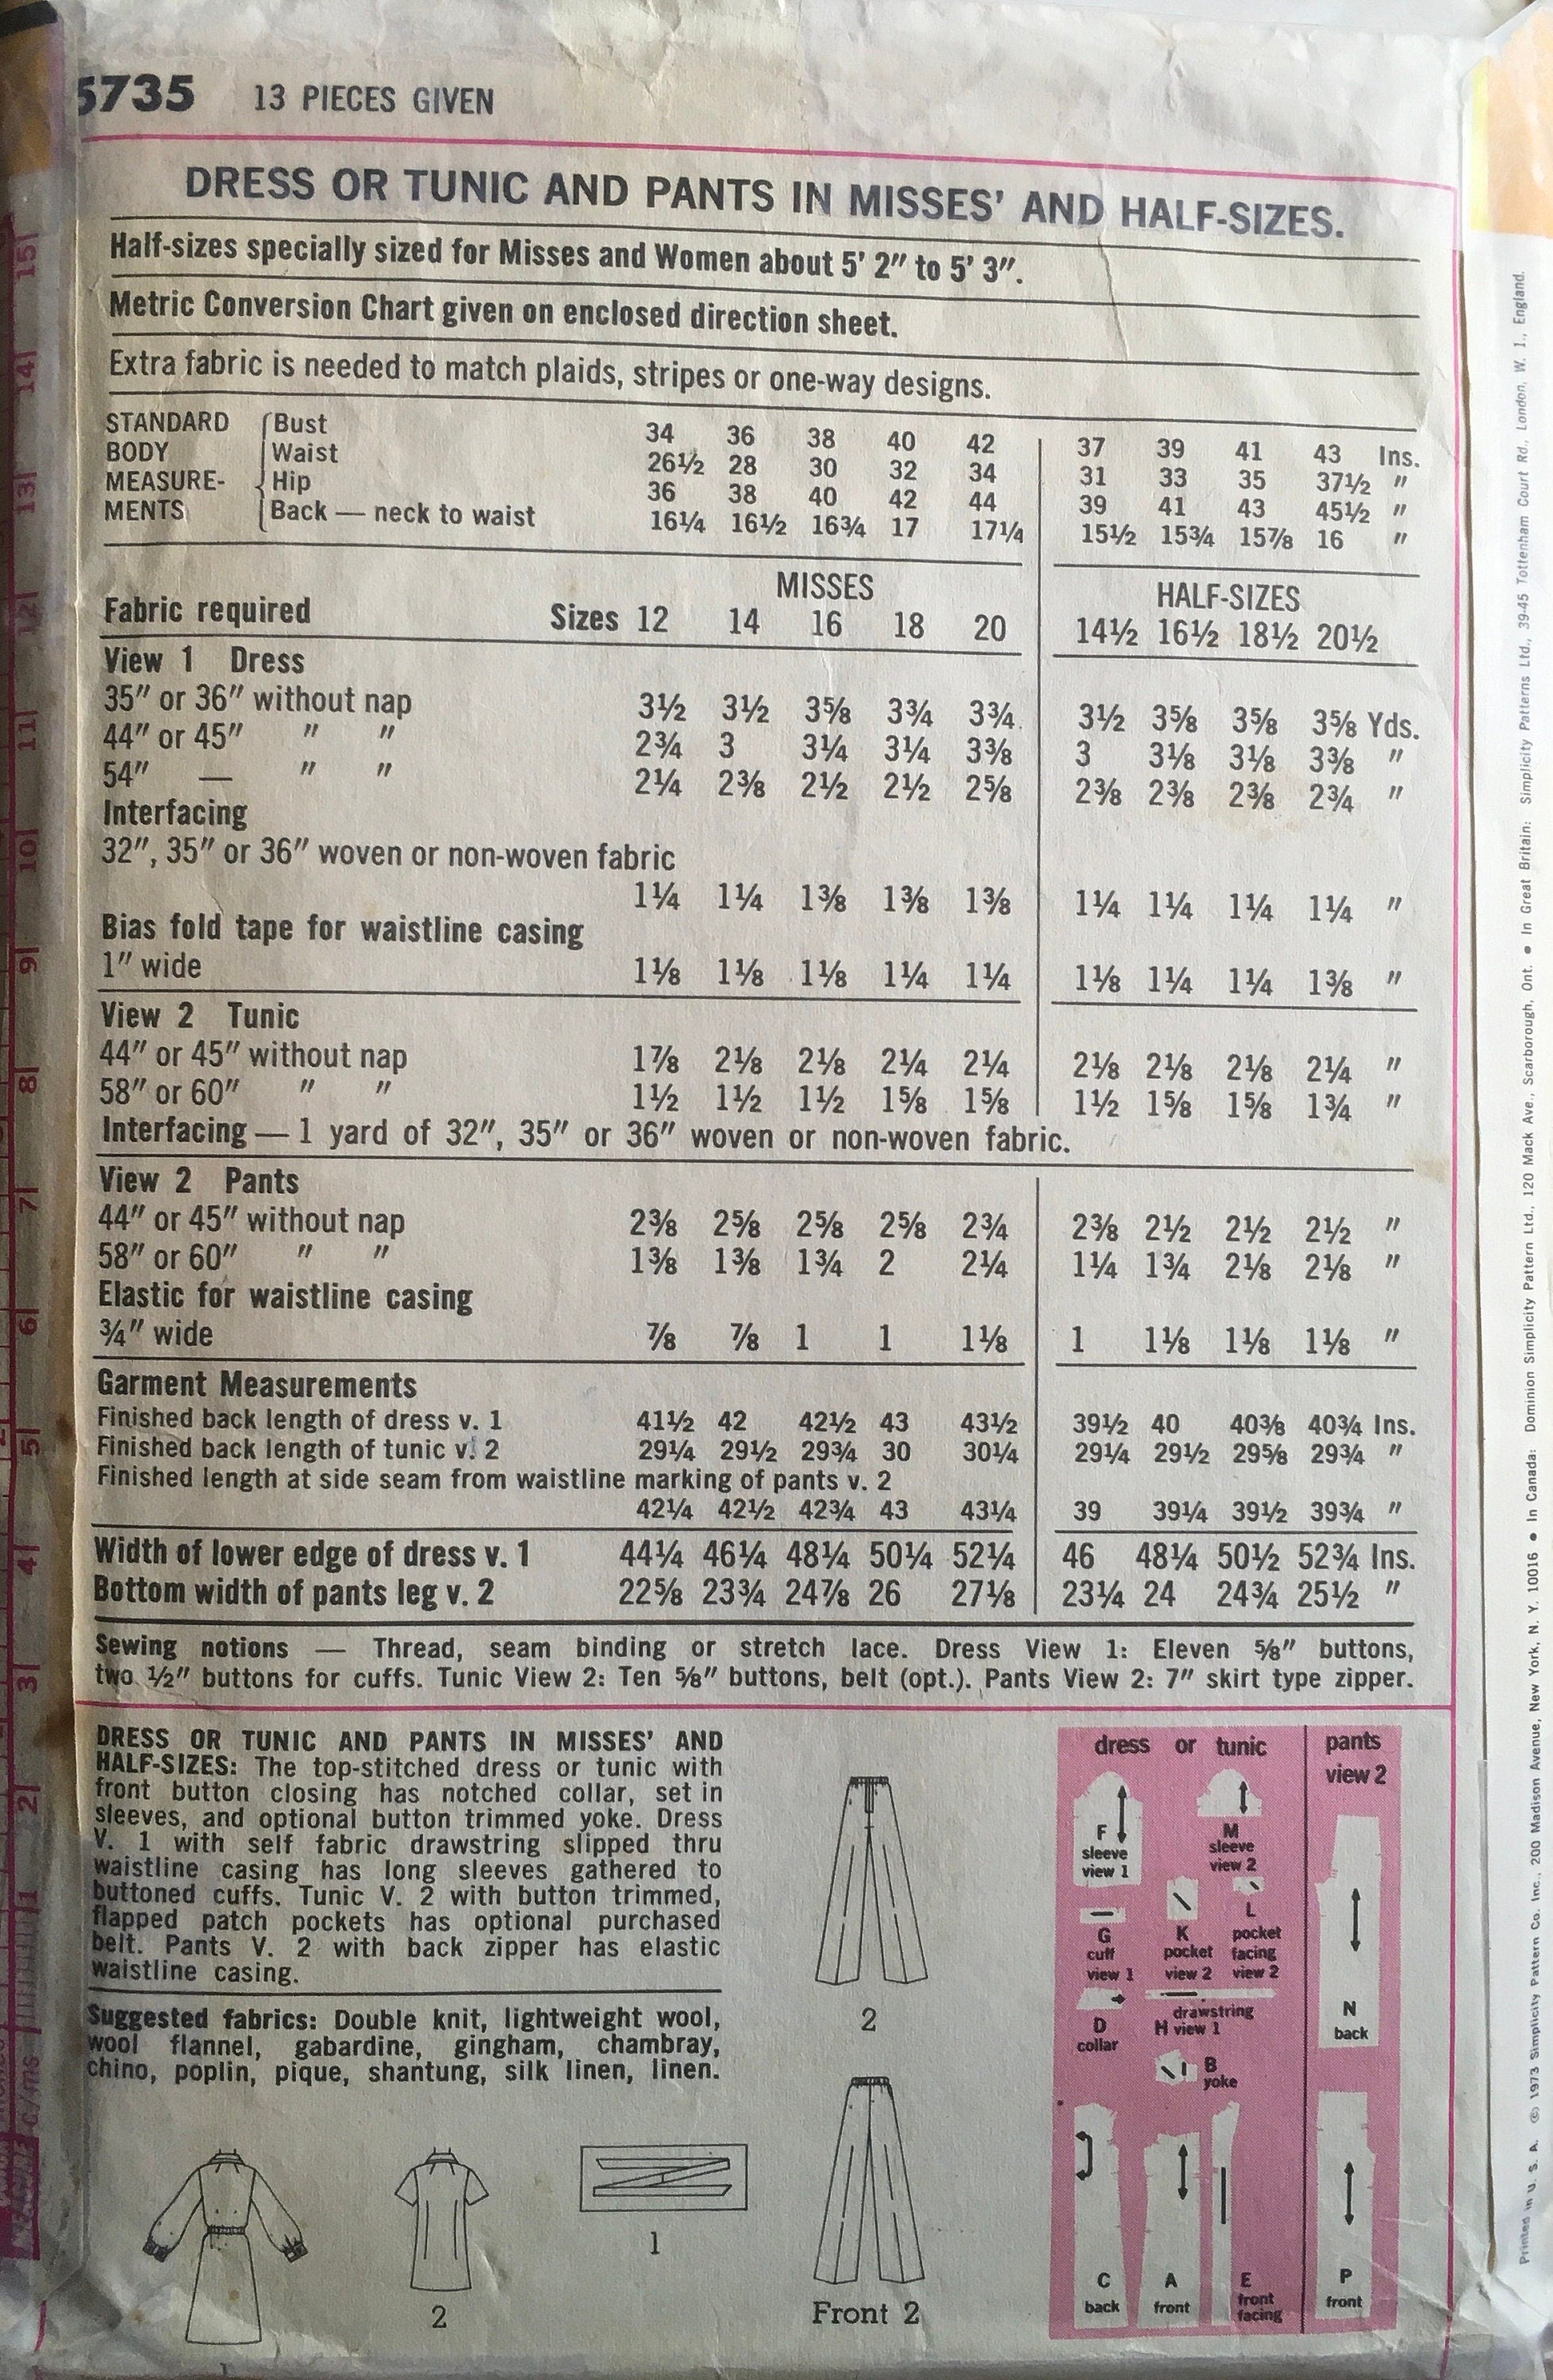 5735 13 PIECES GIVEN
DRESS OR TUNIC AND PANTS IN MISSES' AND HALF-SIZES.
Half-sizes specially sized for Misses and Women about 5' 2" to 5' 3".
Metric Conversion Chart given on enclosed direction sheet.
Extra fabric is needed to match plaids, stripes or one-way designs.
STANDARD Bust 34 36 38 40 42 37 39 41 43 Ins.
BODY Waist 26½ 28 30 32 34 31 33 35 37½ "
MEASURE- Hip 36 38 40 42 44 39 41 43 45½ "
MENTS Back — neck to waist 16¼ 16½ 16¾ 17 17¼ 15½ 15¾ 15⅞ 16 "
MISSES HALF-SIZES
Fabric required Sizes 12 14 16 18 20 14½ 16½ 18½ 20½
View 1 Dress
35" or 36" without nap 3½ 3½ 3⅝ 3¾ 3¾ 3½ 3⅝ 3⅝ 3⅝ Yds.
44" or 45" " " 2¾ 3 3¼ 3¼ 3⅜ 3 3⅛ 3⅛ 3⅜ "
54" — " " 2¼ 2⅜ 2½ 2½ 2⅝ 2⅜ 2⅜ 2⅜ 2¾ "
Interfacing
32", 35" or 36" woven or non-woven fabric
1¼ 1¼ 1⅜ 1⅜ 1⅜ 1¼ 1¼ 1¼ 1¼ "
Bias fold tape for waistline casing
1" wide 1⅛ 1⅛ 1⅛ 1¼ 1¼ 1⅛ 1¼ 1¼ 1⅜ "
View 2 Tunic
44" or 45" without nap 1⅞ 2⅛ 2⅛ 2¼ 2¼ 2⅛ 2⅛ 2⅛ 2¼ "
58" or 60" " " 1½ 1½ 1½ 1⅝ 1⅝ 1½ 1⅝ 1⅝ 1¾ "
Interfacing — 1 yard of 32", 35" or 36" woven or non-woven fabric.
View 2 Pants
44" or 45" without nap 2⅜ 2⅝ 2⅝ 2⅝ 2¾ 2⅜ 2½ 2½ 2½ "
58" or 60" " " 1⅜ 1⅜ 1¾ 2 2¼ 1¼ 1¾ 2⅛ 2⅛ "
Elastic for waistline casing
¾" wide ⅞ ⅞ 1 1 1⅛ 1 1⅛ 1⅛ 1⅛ "
Garment Measurements
Finished back length of dress v. 1 41½ 42 42½ 43 43½ 39½ 40 40⅜ 40¾ Ins.
Finished back length of tunic v. 2 29¼ 29½ 29¾ 30 30¼ 29¼ 29½ 29⅝ 29¾ "
Finished length at side seam from waistline marking of pants v. 2
42¼ 42½ 42¾ 43 43¼ 39 39¼ 39½ 39¾ "
Width of lower edge of dress v. 1 44¼ 46¼ 48¼ 50¼ 52¼ 46 48¼ 50½ 52¾ Ins.
Bottom width of pants leg v. 2 22⅝ 23¾ 24⅞ 26 27⅛ 23¼ 24 24¾ 25½ "
Sewing notions — Thread, seam binding or stretch lace. Dress View 1: Eleven ⅝" buttons,
two ½" buttons for cuffs. Tunic View 2: Ten ⅝" buttons, belt (opt.). Pants View 2: 7" skirt type zipper.
DRESS OR TUNIC AND PANTS IN MISSES' AND
HALF-SIZES: The top-stitched dress or tunic with
front button closing has notched collar, set in
sleeves, and optional button trimmed yoke. Dress
V. 1 with self fabric drawstring slipped thru
waistline casing has long sleeves gathered to
buttoned cuffs. Tunic V. 2 with button trimmed,
flapped patch pockets has optional purchased
belt. Pants V. 2 with back zipper has elastic
waistline casing.
Suggested fabrics: Double knit, lightweight wool,
wool flannel, gabardine, gingham, chambray,
chino, poplin, pique, shantung, silk linen, linen.
2
1
2
Front 2
dress or tunic
pants
view 2
F
sleeve
view 1
M
sleeve
view 2
G
cuff
view 1
K
pocket
view 2
L
pocket
facing
view 2
D
collar
drawstring
H view 1
B
yoke
N
back
C
back
A
front
E
front
facing
P
front
Printed in U. S. A. © 1973 Simplicity Pattern Co. Inc., 200 Madison Avenue, New York, N. Y. 10016 • In Canada: Dominion Simplicity Pattern Ltd., 120 Mack Ave., Scarborough, Ont. • In Great Britain: Simplicity Patterns Ltd., 39-45 Tottenham Court Rd., London, W. 1., England.
15
14
13
12
11
10
9
8
7
6
5
4
3
2
1